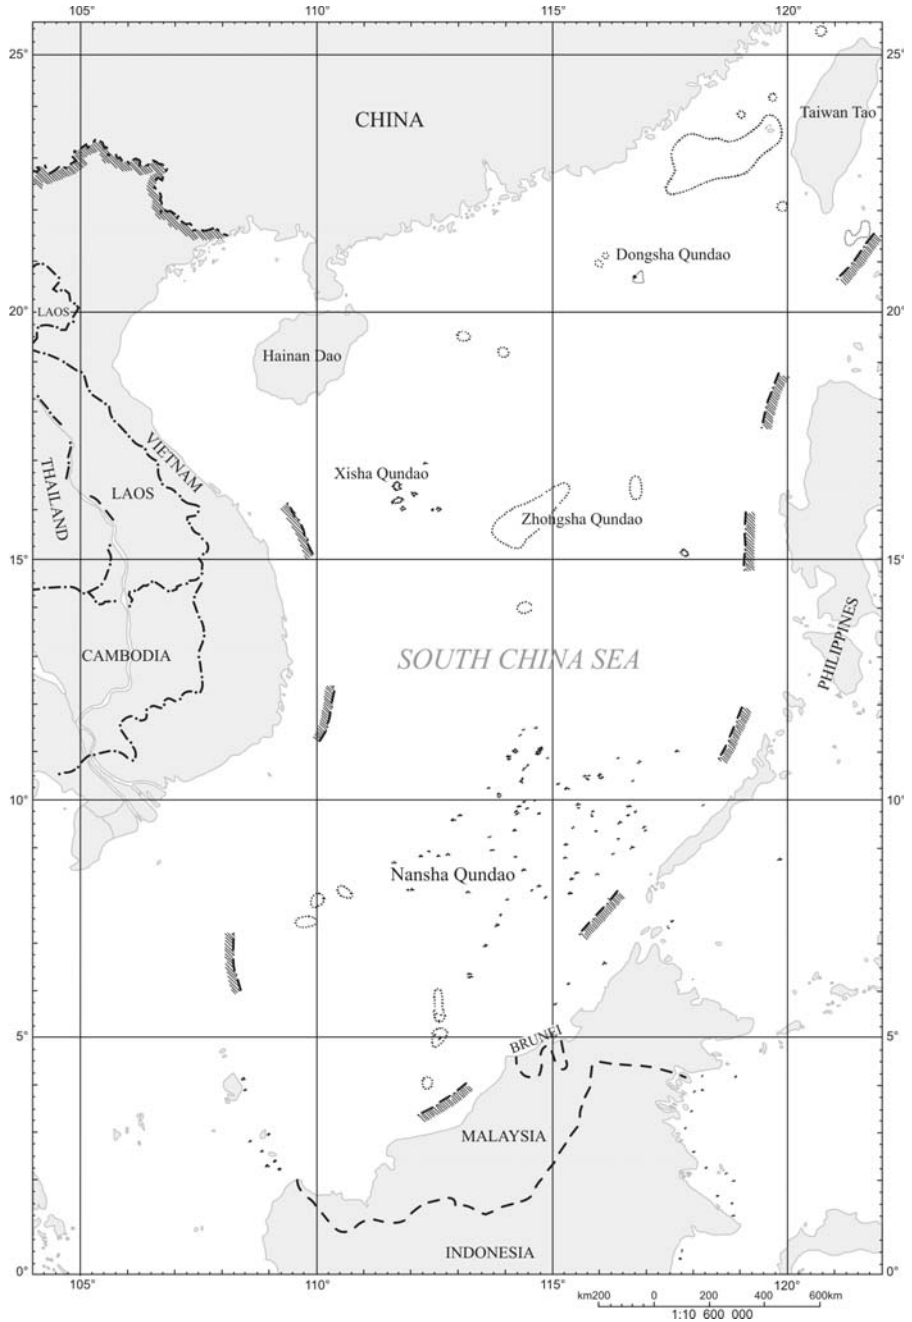 105°
110°
115°
120°
25°
25°
CHINA
Taiwan Tao
Dongsha Qundao
LAOS
20°
20°
Hainan Dao
VIETNAM
THAILAND
LAOS
Xisha Qundao
Zhongsha Qundao
15°
15°
CAMBODIA
SOUTH CHINA SEA
PHILIPPINES
10°
10°
Nansha Qundao
5°
5°
BRUNEI
MALAYSIA
INDONESIA
0°
0°
105°
110°
115°
120°
km200 0 200 400 600km
1:10 600 000